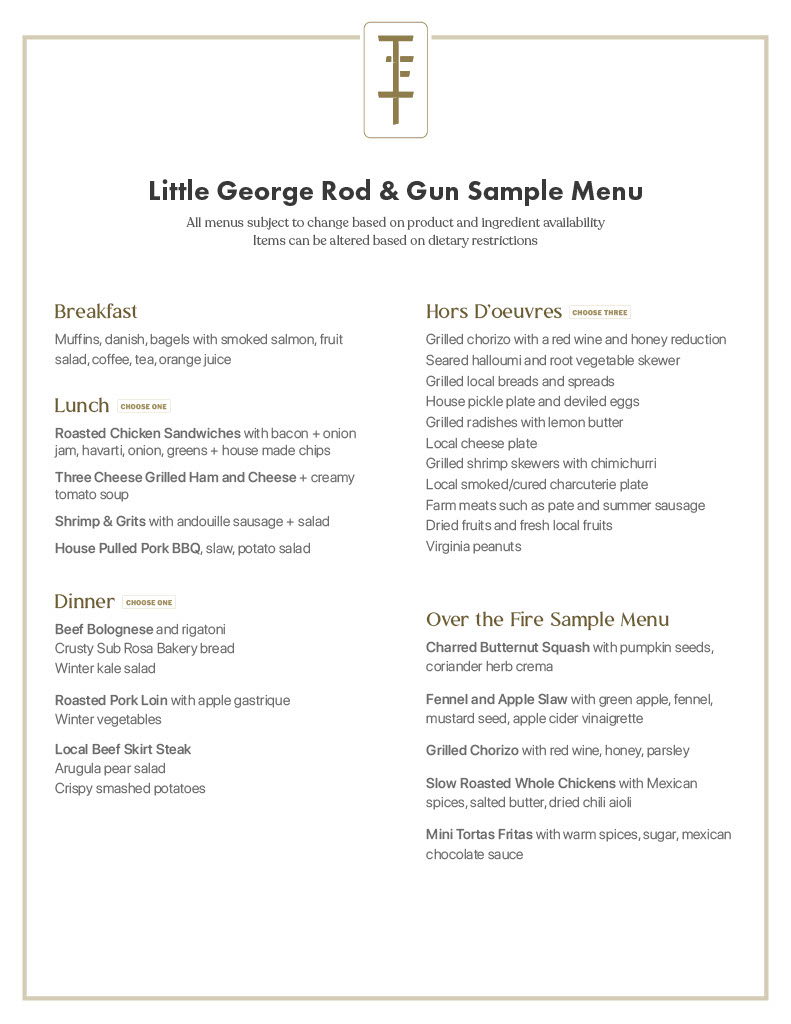 Little George Rod & Gun Sample Menu
All menus subject to change based on product and ingredient availability
Items can be altered based on dietary restrictions
Breakfast
Muffins, danish, bagels with smoked salmon, fruit
salad, coffee, tea, orange juice
Lunch CHOOSE ONE
Roasted Chicken Sandwiches with bacon + onion
jam, havarti, onion, greens + house made chips
Three Cheese Grilled Ham and Cheese + creamy
tomato soup
Shrimp & Grits with andouille sausage + salad
House Pulled Pork BBQ, slaw, potato salad
Dinner CHOOSE ONE
Beef Bolognese and rigatoni
Crusty Sub Rosa Bakery bread
Winter kale salad
Roasted Pork Loin with apple gastrique
Winter vegetables
Local Beef Skirt Steak
Arugula pear salad
Crispy smashed potatoes
Hors D'oeuvres CHOOSE THREE
Grilled chorizo with a red wine and honey reduction
Seared halloumi and root vegetable skewer
Grilled local breads and spreads
House pickle plate and deviled eggs
Grilled radishes with lemon butter
Local cheese plate
Grilled shrimp skewers with chimichurri
Local smoked/cured charcuterie plate
Farm meats such as pate and summer sausage
Dried fruits and fresh local fruits
Virginia peanuts
Over the Fire Sample Menu
Charred Butternut Squash with pumpkin seeds,
coriander herb crema
Fennel and Apple Slaw with green apple, fennel,
mustard seed, apple cider vinaigrette
Grilled Chorizo with red wine, honey, parsley
Slow Roasted Whole Chickens with Mexican
spices, salted butter, dried chili aioli
Mini Tortas Fritas with warm spices, sugar, mexican
chocolate sauce